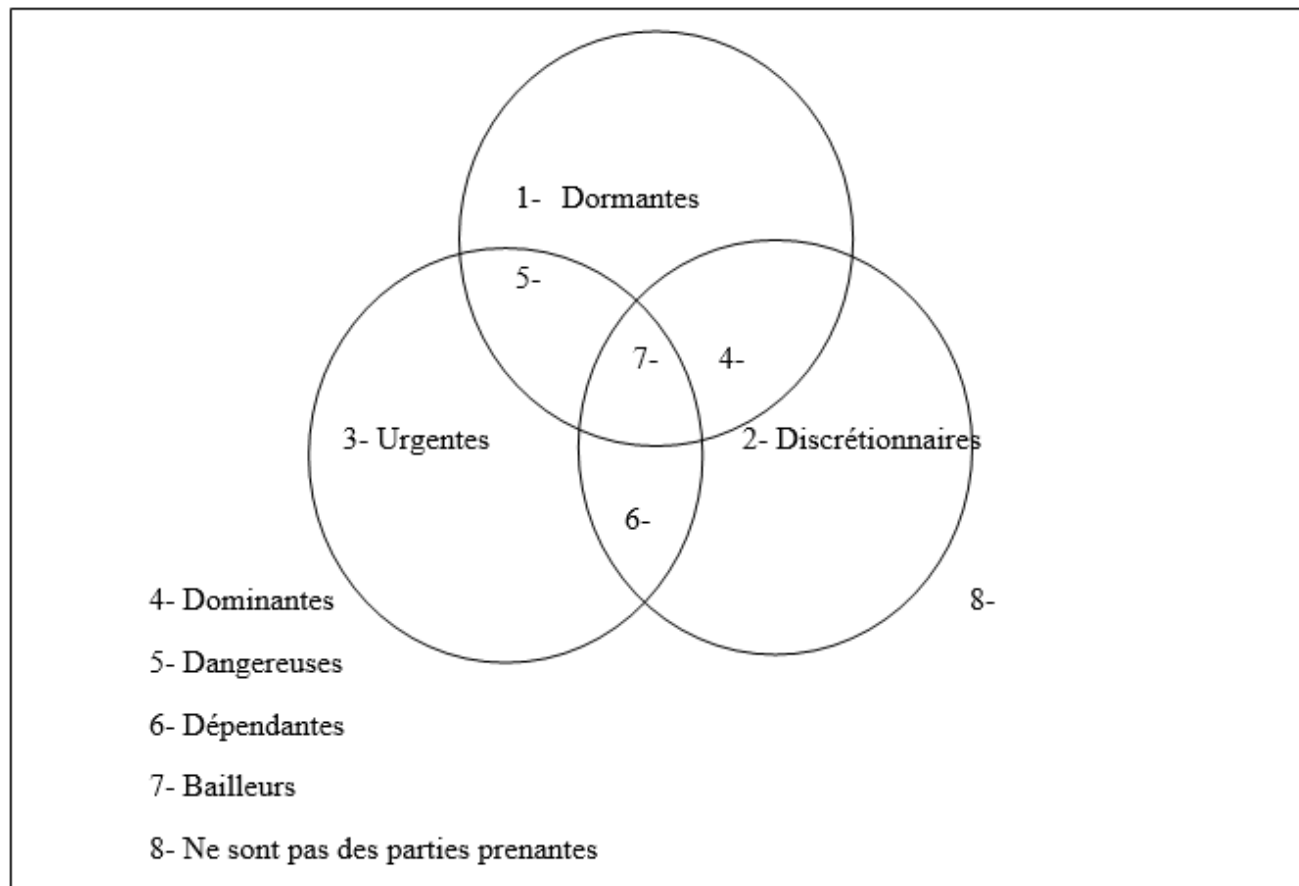 1- Dormantes
5-
7- 4-
3- Urgentes 2- Discrétionnaires
6-
4- Dominantes 8-
5- Dangereuses
6- Dépendantes
7- Bailleurs
8- Ne sont pas des parties prenantes